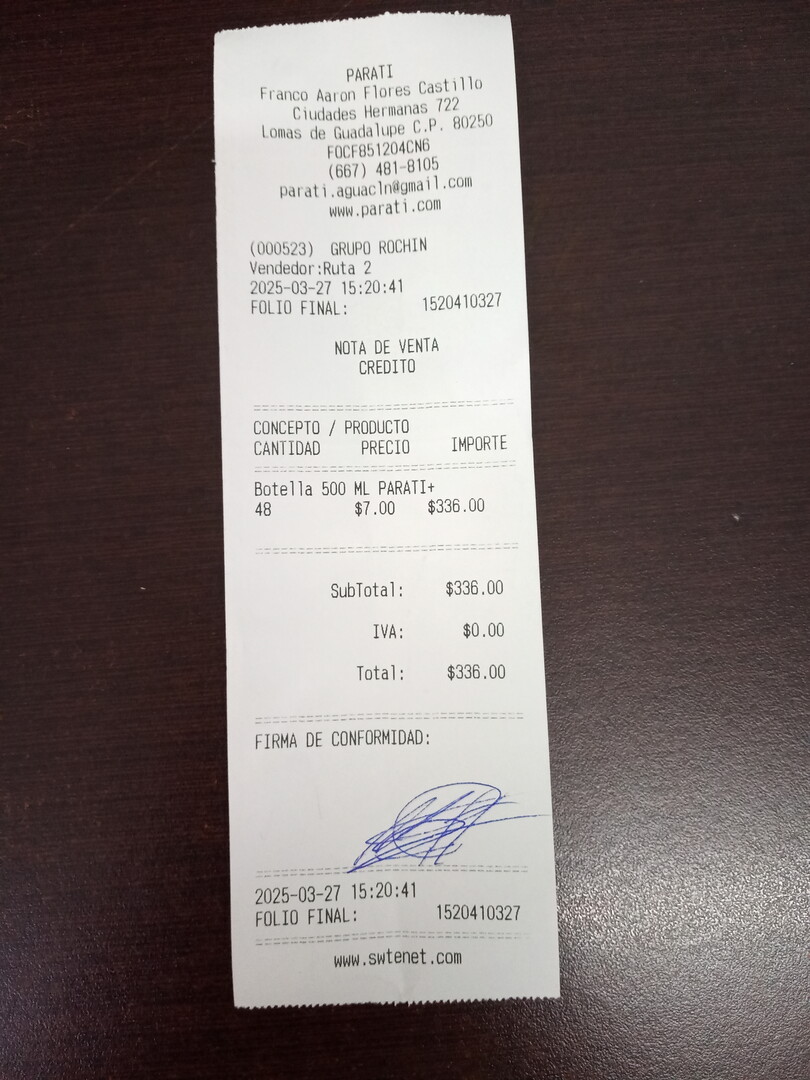 PARATI
Franco Aaron Flores Castillo
Ciudades Hermanas 722
Lomas de Guadalupe C.P. 80250
FOCF851204CN6
(667) 481-8105
parati.aguacln@gmail.com
www.parati.com
(000523) GRUPO ROCHIN
Vendedor:Ruta 2
2025-03-27 15:20:41
FOLIO FINAL: 1520410327
NOTA DE VENTA
CREDITO
CONCEPTO / PRODUCTO
CANTIDAD PRECIO IMPORTE
Botella 500 ML PARATI+
48 $7.00 $336.00
SubTotal: $336.00
IVA: $0.00
Total: $336.00
FIRMA DE CONFORMIDAD:
2025-03-27 15:20:41
FOLIO FINAL: 1520410327
www.swtenet.com